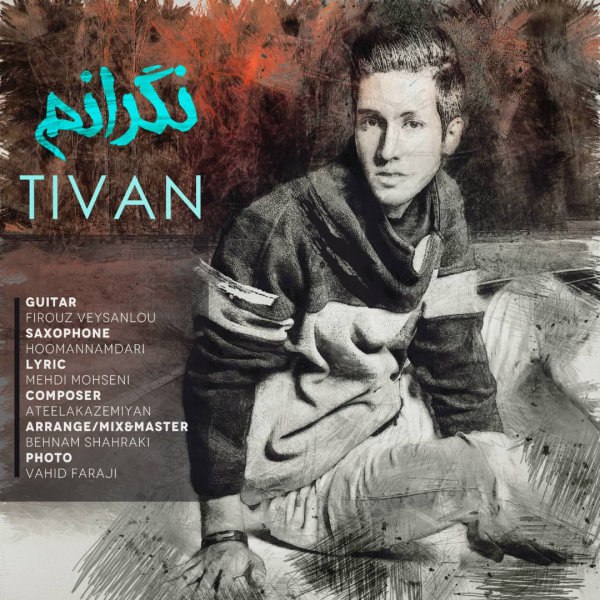 نگرانم
TIVAN
GUITAR
FIROUZ VEYSANLOU
SAXOPHONE
HOOMANNAMDARI
LYRIC
MEHDI MOHSENI
COMPOSER
ATEELAKAZEMIYAN
ARRANGE/MIX&MASTER
BEHNAM SHAHRAKI
PHOTO
VAHID FARAJI